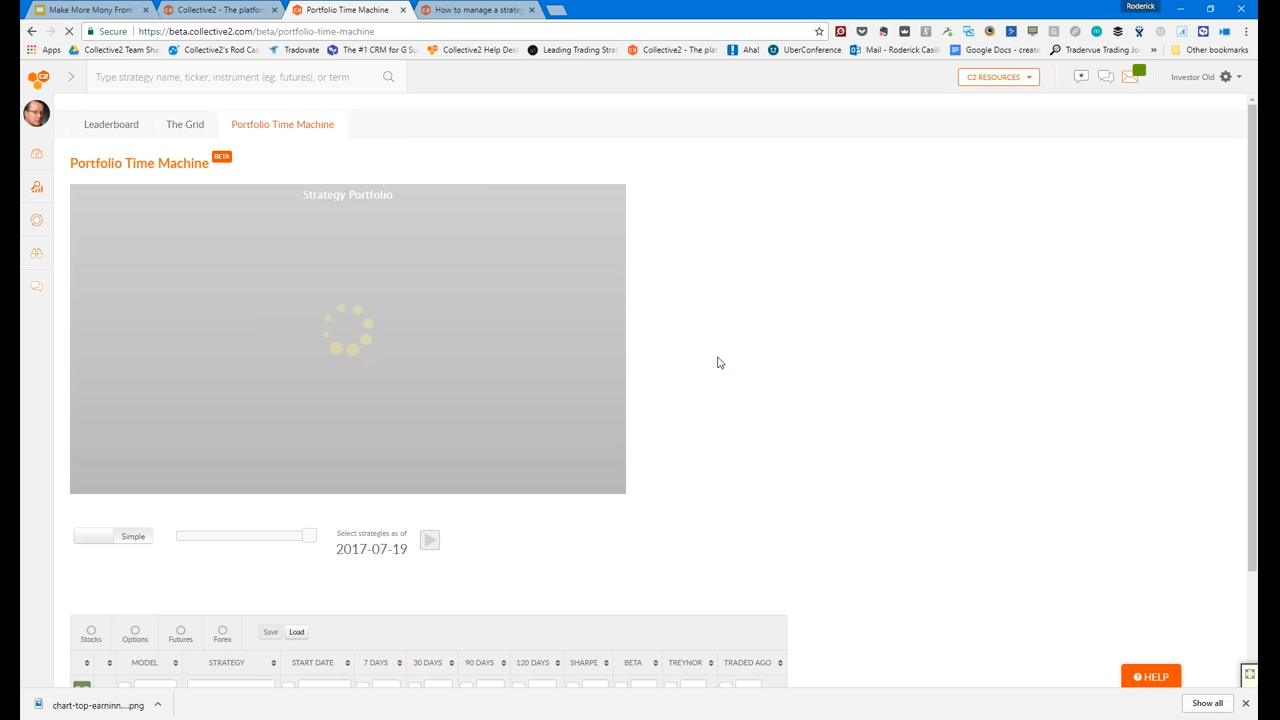 Roderick
Make More Mony From
Collective2 - The platfor
Portfolio Time Machine
How to manage a strate
Secure
https://beta.collective2.com/beta/portfolio-time-machine
Apps
Collective2 Team Sha
Collective2's Rod Cas
Tradovate
The #1 CRM for G Su
Collective2 Help Desk
Leading Trading Stra
Collective2 - The plat
Aha!
UberConference
Mail - Roderick Casil
Google Docs - create
Tradervue Trading Jo
Other bookmarks
C2
Type strategy name, ticker, instrument (eg. futures), or term
C2 RESOURCES
Investor Old
Leaderboard
The Grid
Portfolio Time Machine
Portfolio Time Machine BETA
Strategy Portfolio
Simple
Select strategies as of
2017-07-19
Stocks
Options
Futures
Forex
Save
Load
MODEL
STRATEGY
START DATE
7 DAYS
30 DAYS
90 DAYS
120 DAYS
SHARPE
BETA
TREYNOR
TRADED AGO
HELP
chart-top-earninn....png
Show all